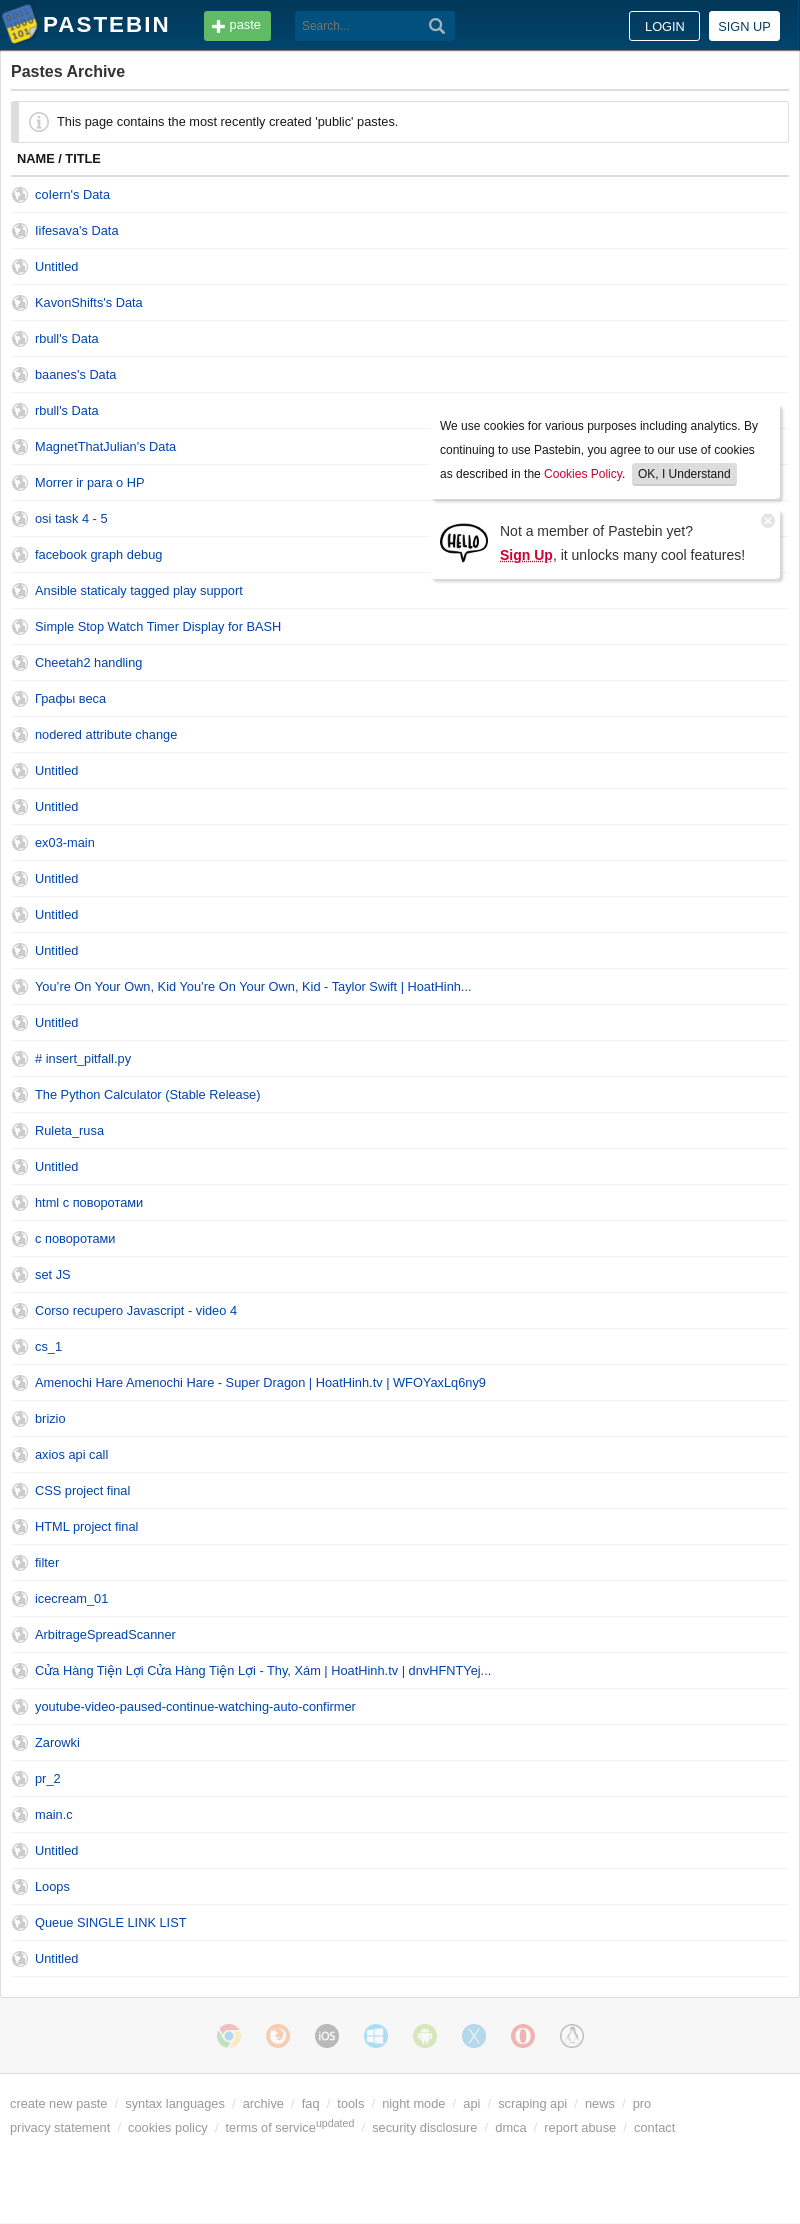 PASTEBIN
paste
Search...
LOGIN
SIGN UP
Pastes Archive
This page contains the most recently created 'public' pastes.
NAME / TITLE
coIern's Data
Iifesava's Data
Untitled
KavonShifts's Data
rbull's Data
baanes's Data
rbull's Data
MagnetThatJulian's Data
Morrer ir para o HP
osi task 4 - 5
facebook graph debug
We use cookies for various purposes including analytics. By
continuing to use Pastebin, you agree to our use of cookies
as described in the Cookies Policy. OK, I Understand
HELLO
Not a member of Pastebin yet?
Sign Up, it unlocks many cool features!
Ansible staticaly tagged play support
Simple Stop Watch Timer Display for BASH
Cheetah2 handling
Графы веса
nodered attribute change
Untitled
Untitled
ex03-main
Untitled
Untitled
Untitled
You’re On Your Own, Kid You’re On Your Own, Kid - Taylor Swift | HoatHinh...
Untitled
# insert_pitfall.py
The Python Calculator (Stable Release)
Ruleta_rusa
Untitled
html с поворотами
с поворотами
set JS
Corso recupero Javascript - video 4
cs_1
Amenochi Hare Amenochi Hare - Super Dragon | HoatHinh.tv | WFOYaxLq6ny9
brizio
axios api call
CSS project final
HTML project final
filter
icecream_01
ArbitrageSpreadScanner
Cửa Hàng Tiện Lợi Cửa Hàng Tiện Lợi - Thy, Xám | HoatHinh.tv | dnvHFNTYej...
youtube-video-paused-continue-watching-auto-confirmer
Zarowki
pr_2
main.c
Untitled
Loops
Queue SINGLE LINK LIST
Untitled
iOS
create new paste / syntax languages / archive / faq / tools / night mode / api / scraping api / news / pro
privacy statement / cookies policy / terms of service updated / security disclosure / dmca / report abuse / contact